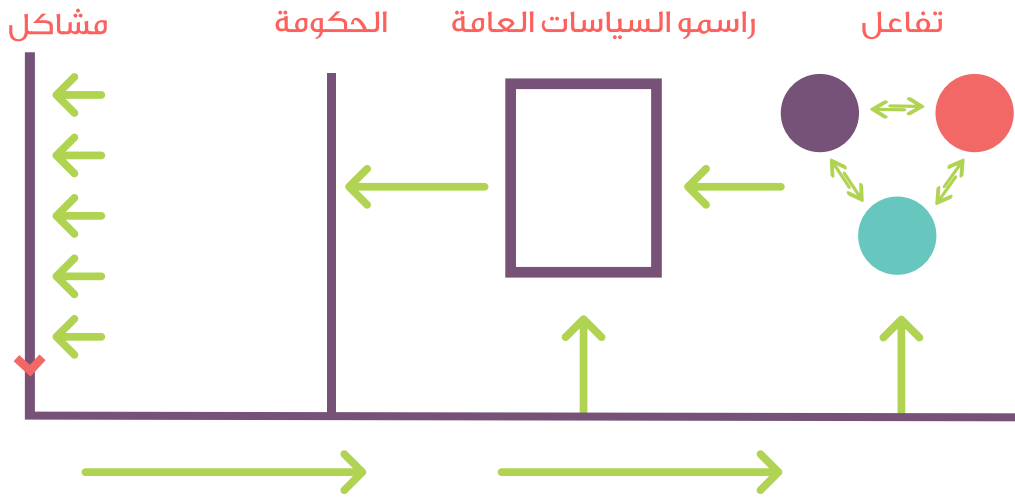 تفاعل
راسمو السياسات العامة
الحكومة
مشاكل